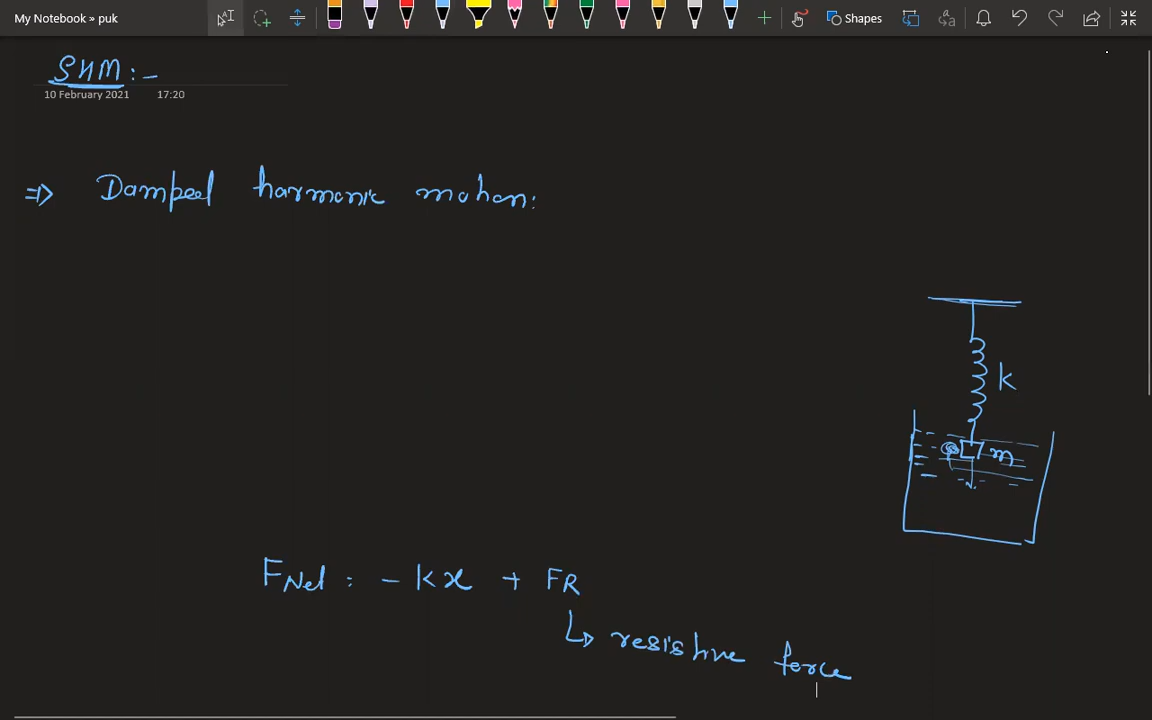 My Notebook » puk
Shapes
SHM:-
10 February 2021 17:20
⇒ Damped harmonic motion:
K
m
FNet = - Kx + FR
↳ resistive force